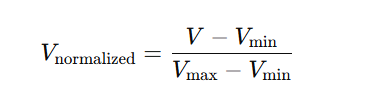 V_normalized = (V − V_min) / (V_max − V_min)